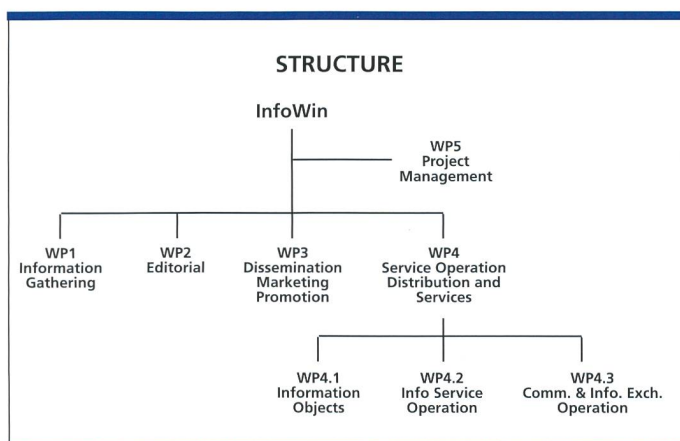 STRUCTURE
InfoWin
WP5
Project
Management
WP1
Information
Gathering
WP2
Editorial
WP3
Dissemination
Marketing
Promotion
WP4
Service Operation
Distribution and
Services
WP4.1
Information
Objects
WP4.2
Info Service
Operation
WP4.3
Comm. & Info. Exch.
Operation